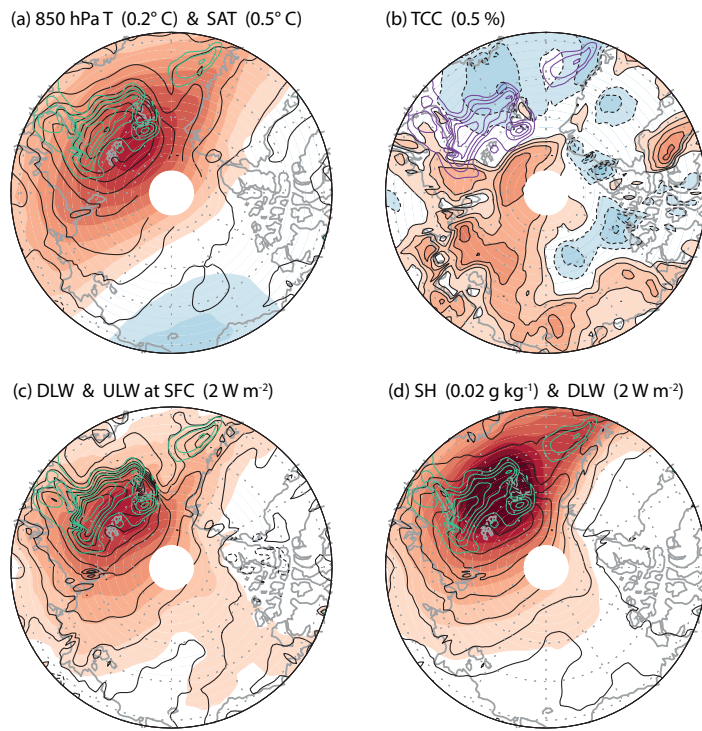 (a) 850 hPa T (0.2° C) & SAT (0.5° C)
(b) TCC (0.5 %)
(c) DLW & ULW at SFC (2 W m⁻²)
(d) SH (0.02 g kg⁻¹) & DLW (2 W m⁻²)